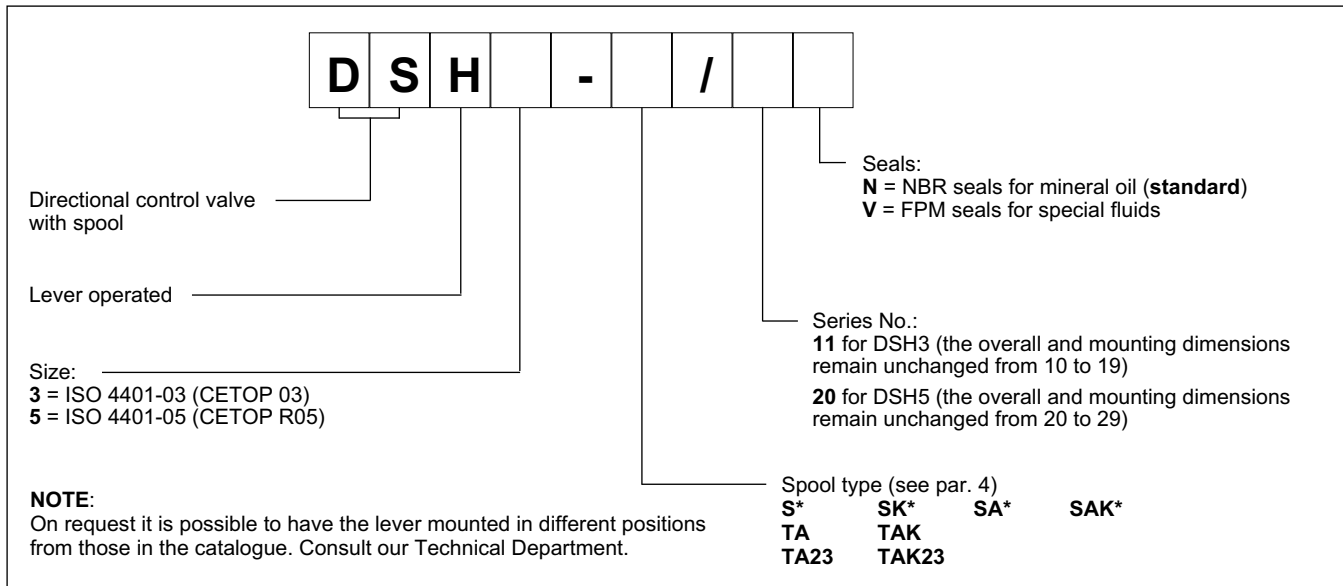 D S H - /
Directional control valve
with spool
Lever operated
Size:
3 = ISO 4401-03 (CETOP 03)
5 = ISO 4401-05 (CETOP R05)
NOTE:
On request it is possible to have the lever mounted in different positions
from those in the catalogue. Consult our Technical Department.
Seals:
N = NBR seals for mineral oil (standard)
V = FPM seals for special fluids
Series No.:
11 for DSH3 (the overall and mounting dimensions
remain unchanged from 10 to 19)
20 for DSH5 (the overall and mounting dimensions
remain unchanged from 20 to 29)
Spool type (see par. 4)
S* SK* SA* SAK*
TA TAK
TA23 TAK23